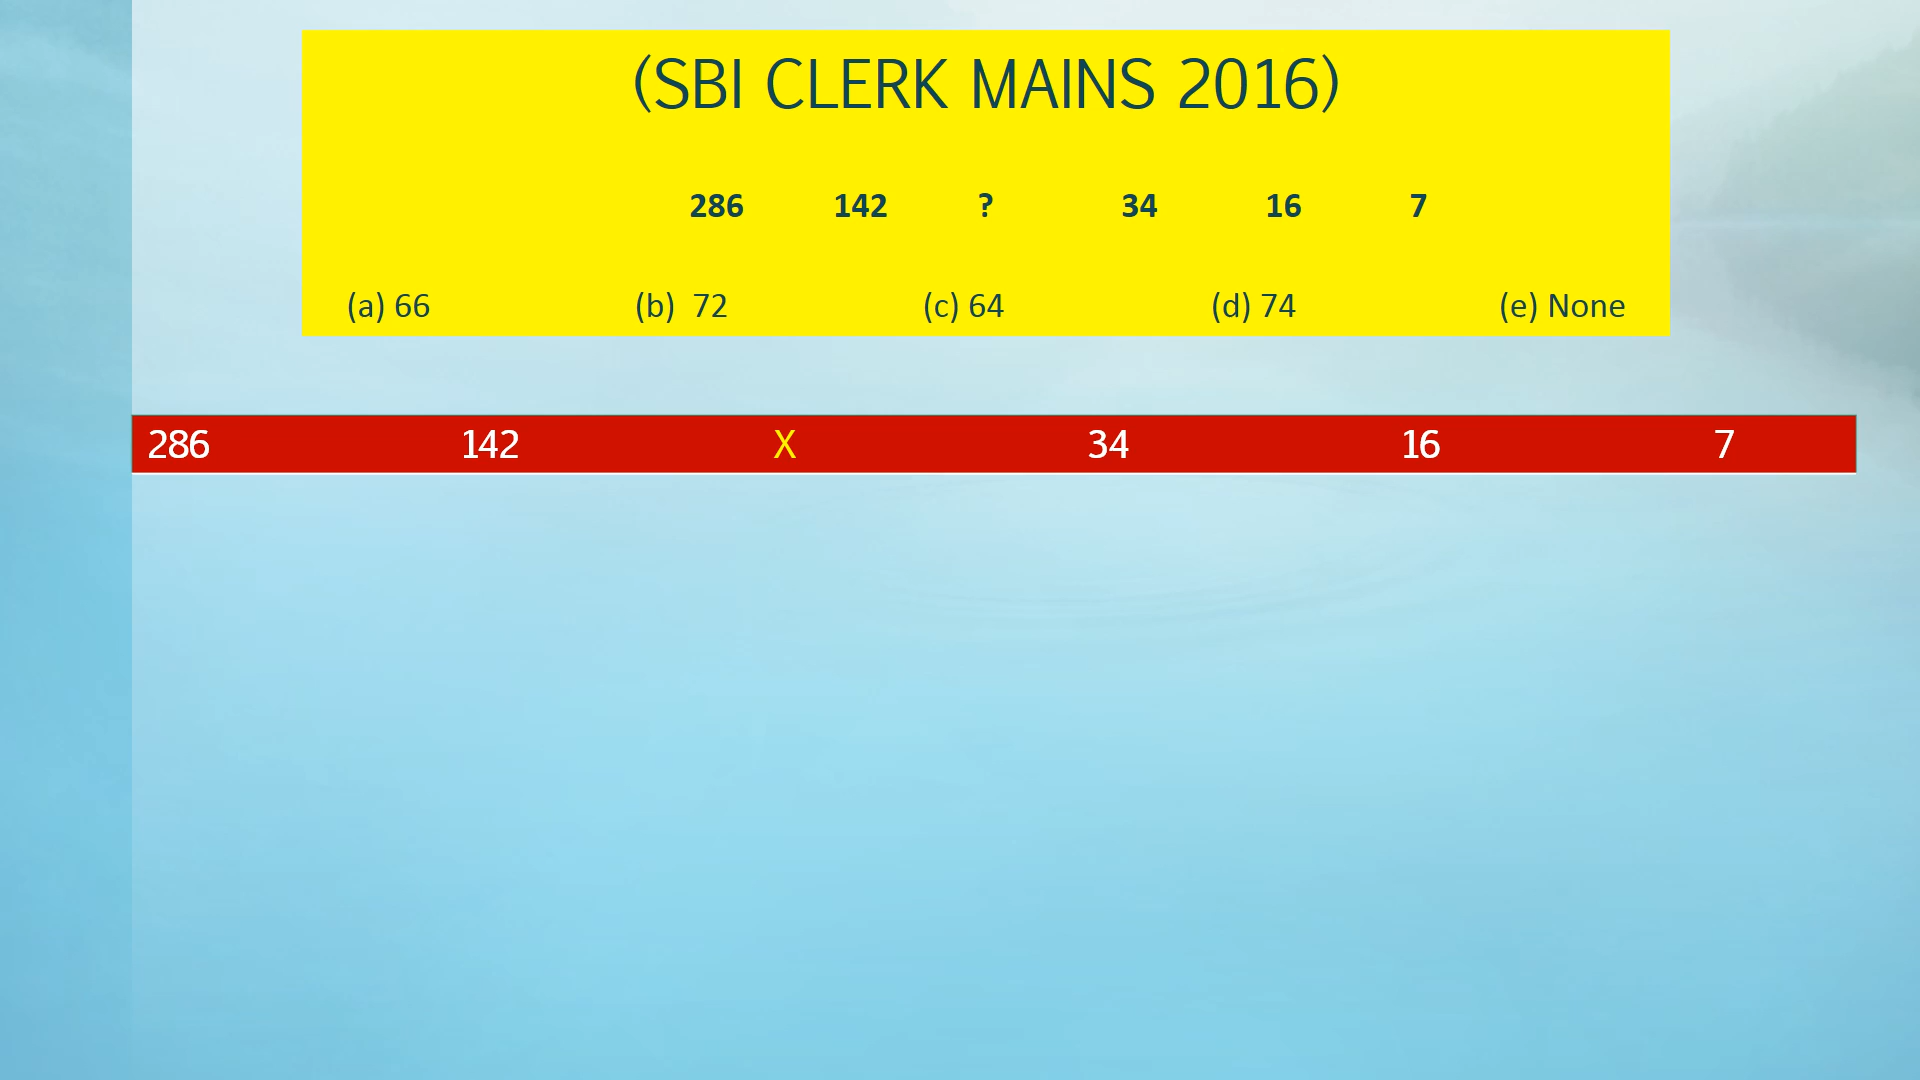 (SBI CLERK MAINS 2016)
286 142 ? 34 16 7
(a) 66 (b) 72 (c) 64 (d) 74 (e) None
286 142 X 34 16 7